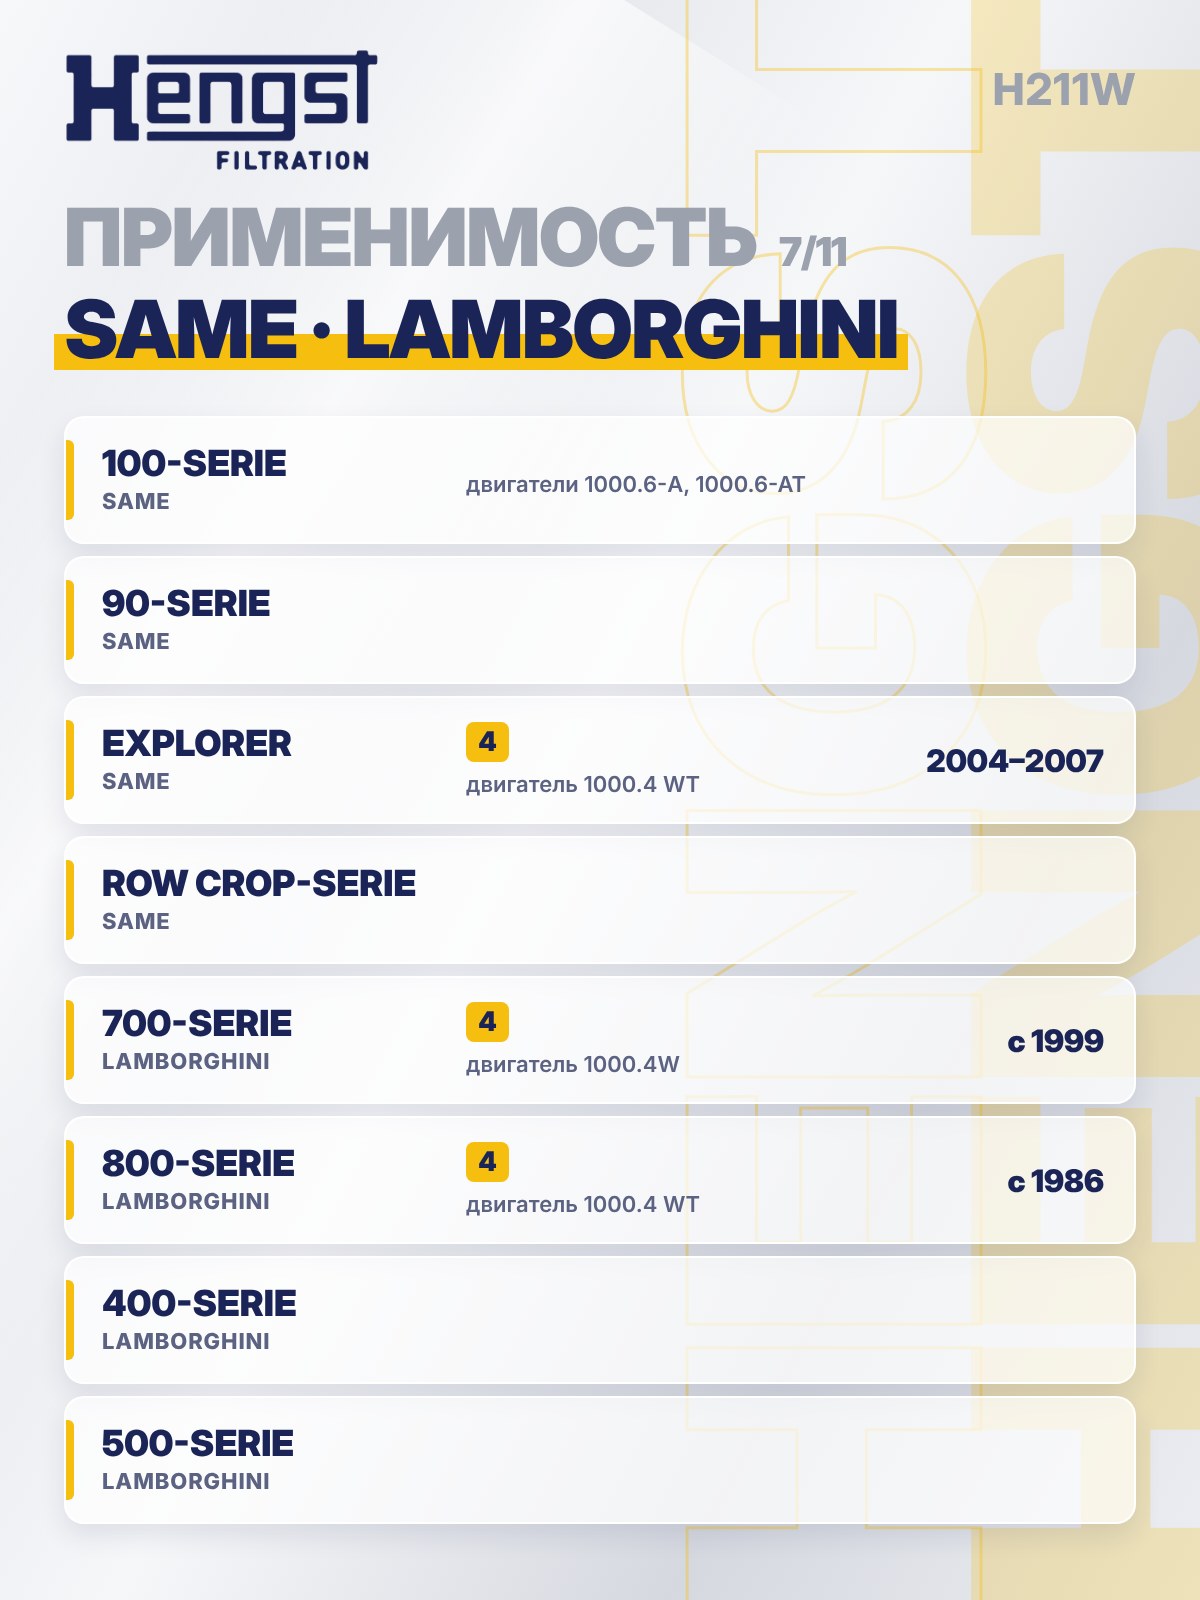 Hengst
FILTRATION
H211W
ПРИМЕНИМОСТЬ 7/11
SAME · LAMBORGHINI
100-SERIE
SAME
двигатели 1000.6-A, 1000.6-AT
90-SERIE
SAME
EXPLORER
SAME
4
двигатель 1000.4 WT
2004–2007
ROW CROP-SERIE
SAME
700-SERIE
LAMBORGHINI
4
двигатель 1000.4W
с 1999
800-SERIE
LAMBORGHINI
4
двигатель 1000.4 WT
с 1986
400-SERIE
LAMBORGHINI
500-SERIE
LAMBORGHINI
HENGST
HENGST